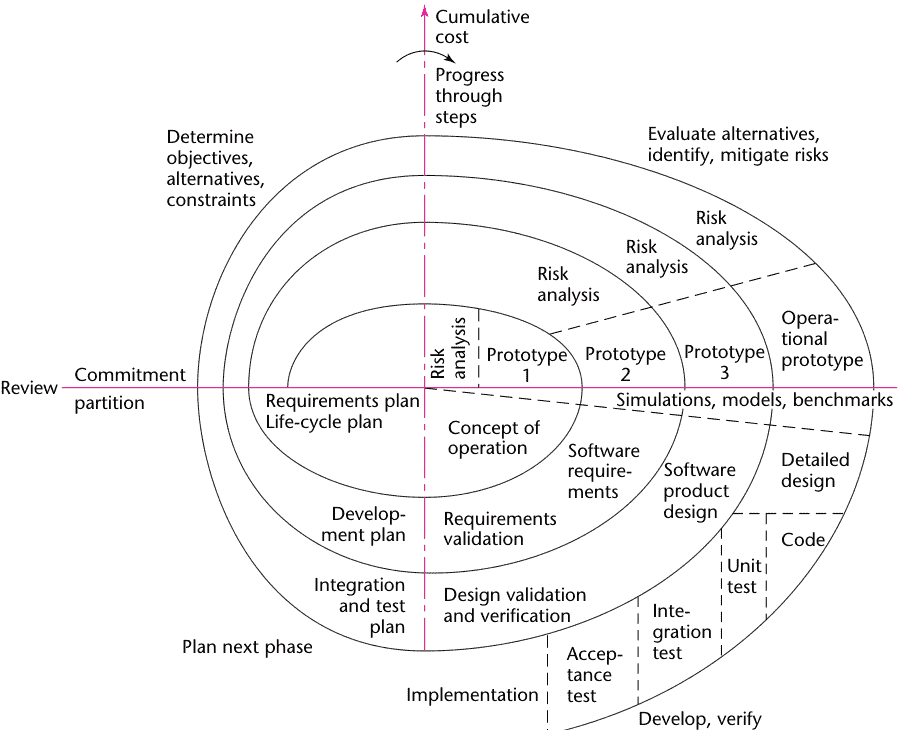 Cumulative
cost
Progress
through
steps
Determine
objectives,
alternatives,
constraints
Evaluate alternatives,
identify, mitigate risks
Risk
analysis
Risk
analysis
Risk
analysis
Risk
analysis
Prototype
1
Prototype
2
Prototype
3
Opera-
tional
prototype
Review
Commitment
partition
Requirements plan
Life-cycle plan
Simulations, models, benchmarks
Concept of
operation
Software
require-
ments
Software
product
design
Detailed
design
Develop-
ment plan
Requirements
validation
Code
Unit
test
Integration
and test
plan
Design validation
and verification
Inte-
gration
test
Plan next phase
Accep-
tance
test
Implementation
Develop, verify